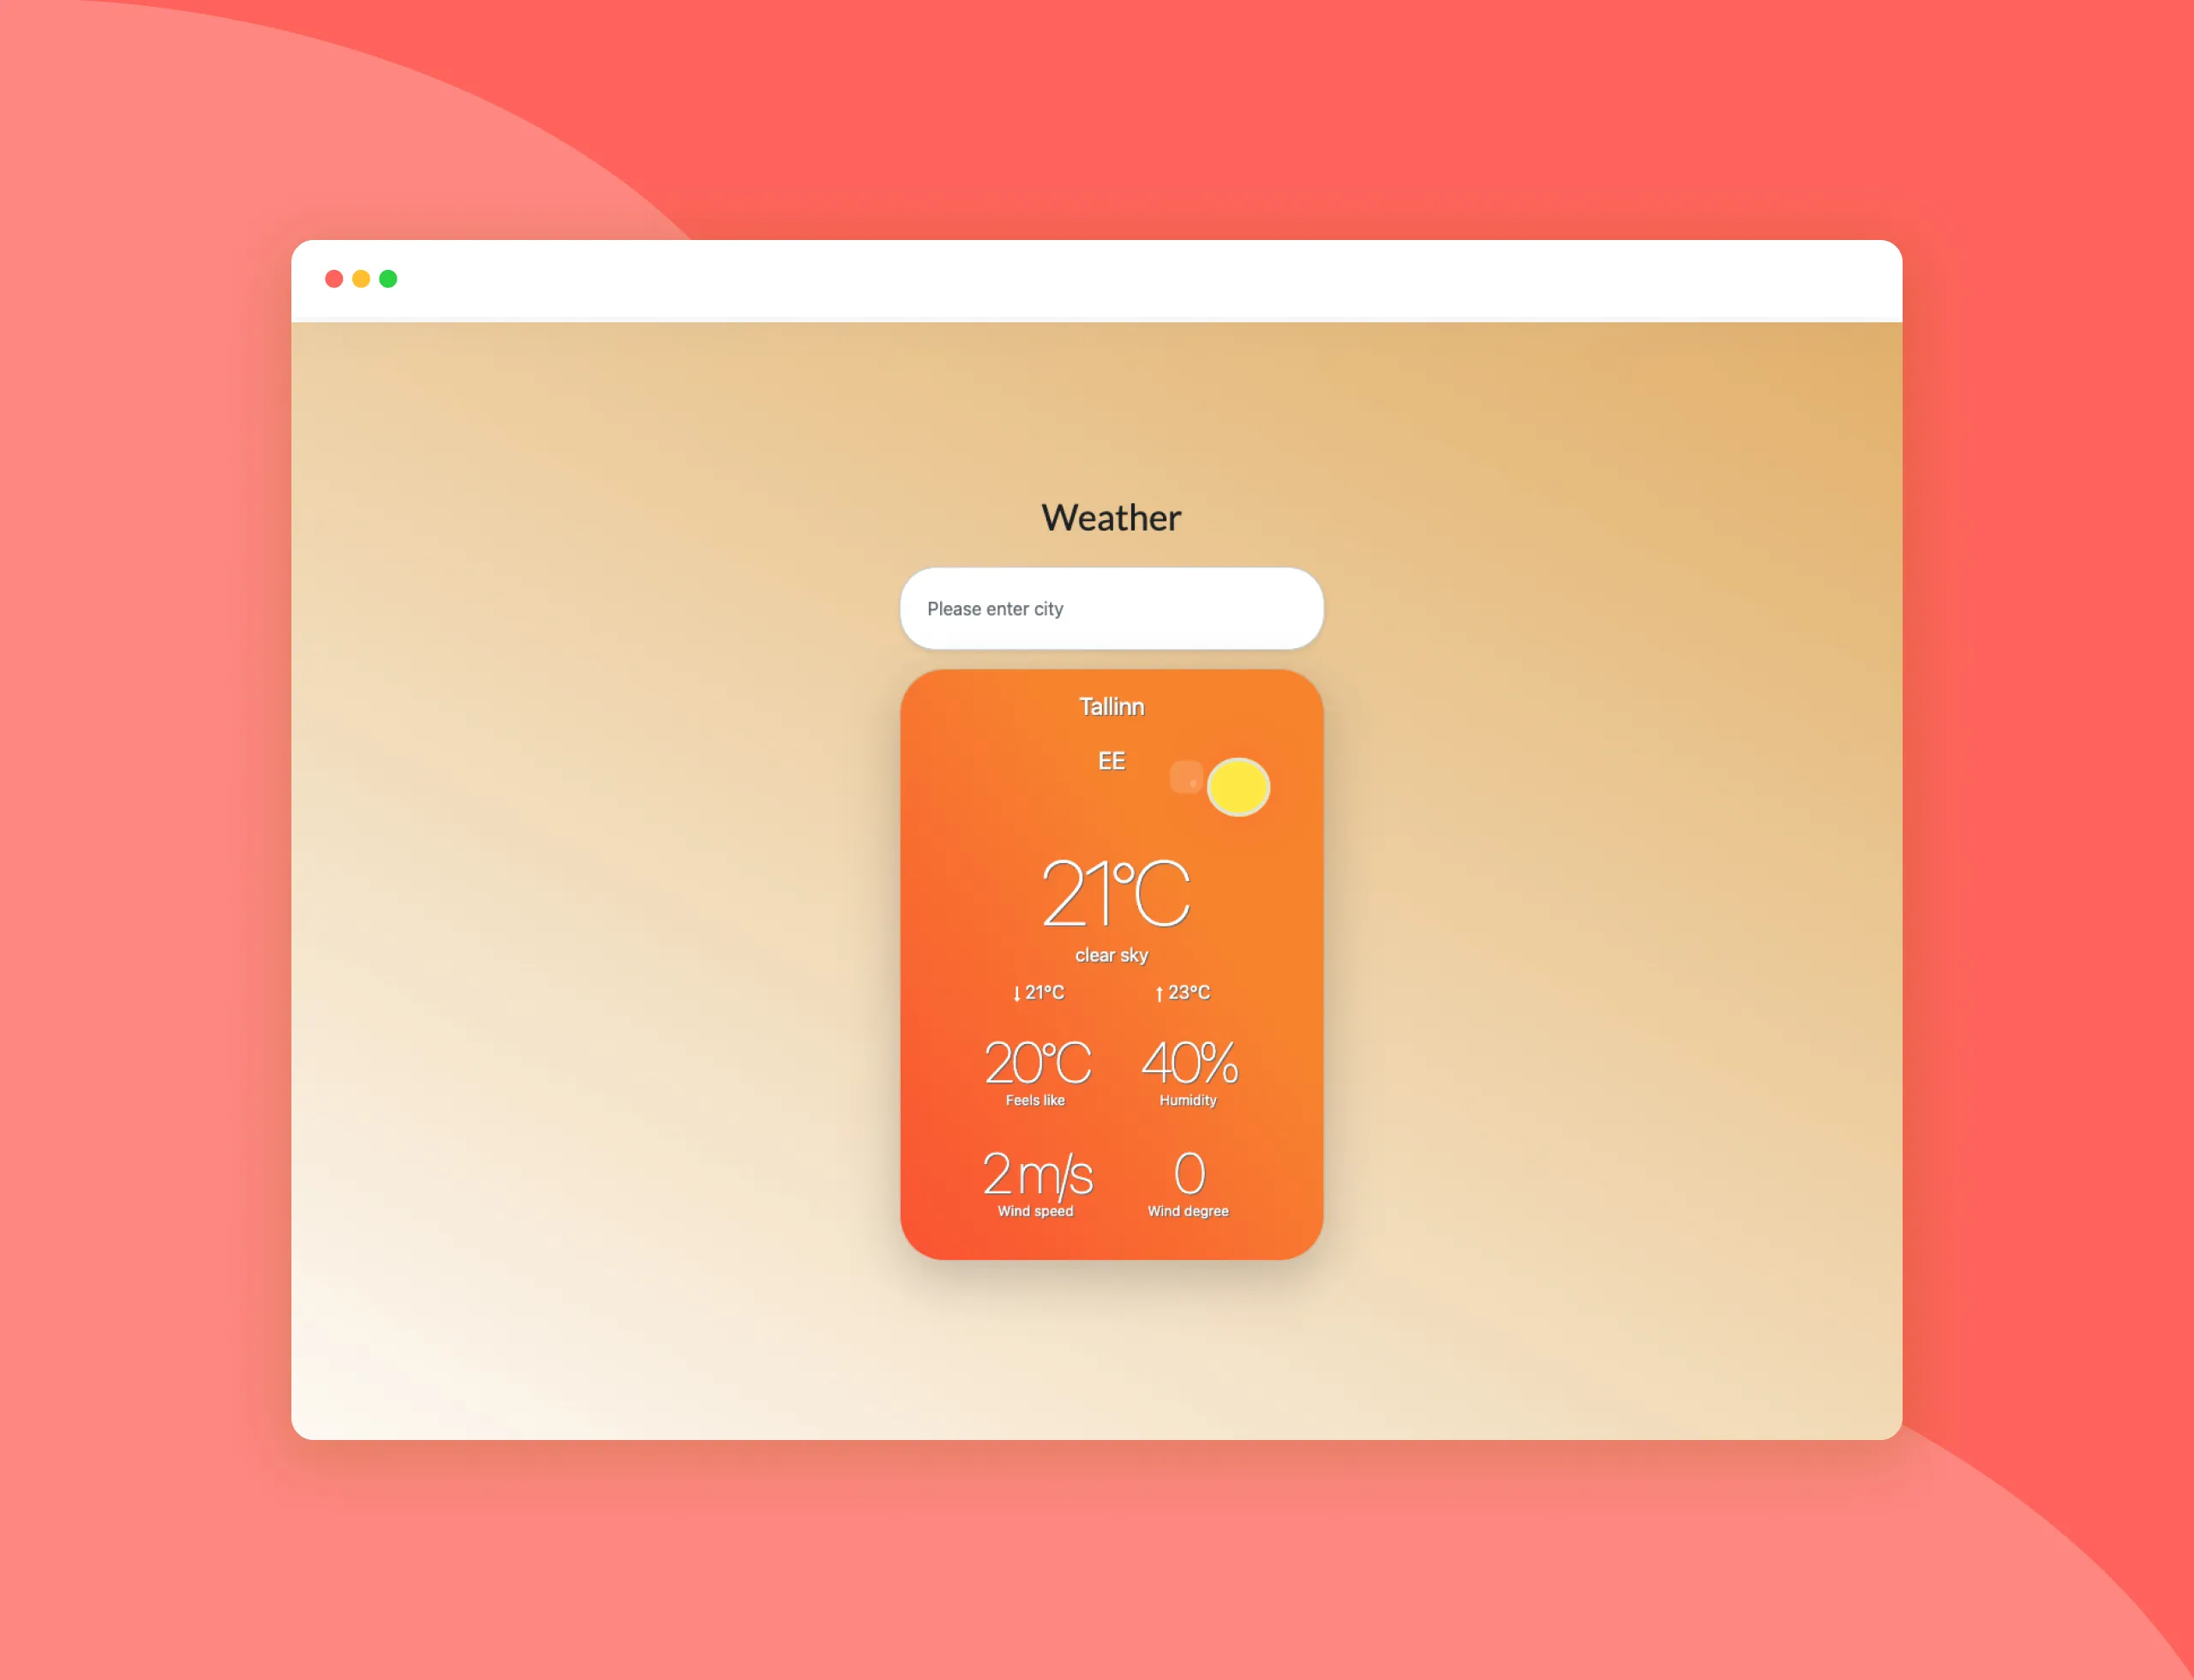 Weather
Please enter city
Tallinn
EE
21°C
clear sky
↓ 21°C ↑ 23°C
20°C 40%
Feels like Humidity
2 m/s 0
Wind speed Wind degree